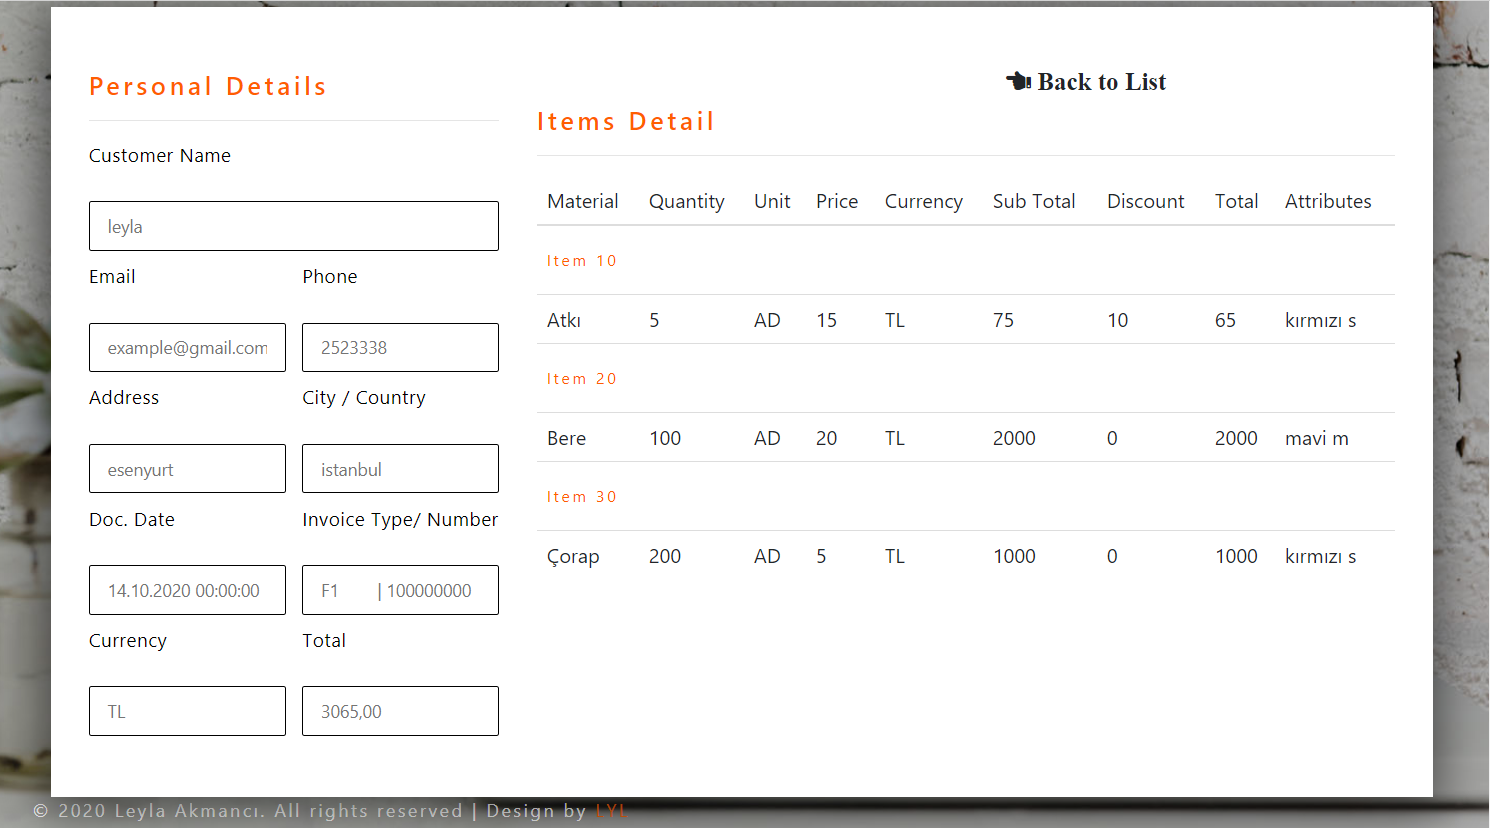 Personal Details
Customer Name
leyla
Email Phone
example@gmail.com 2523338
Address City / Country
esenyurt istanbul
Doc. Date Invoice Type/ Number
14.10.2020 00:00:00 F1 | 100000000
Currency Total
TL 3065,00
Back to List
Items Detail
Material Quantity Unit Price Currency Sub Total Discount Total Attributes
Item 10
Atkı 5 AD 15 TL 75 10 65 kırmızı s
Item 20
Bere 100 AD 20 TL 2000 0 2000 mavi m
Item 30
Çorap 200 AD 5 TL 1000 0 1000 kırmızı s
© 2020 Leyla Akmancı. All rights reserved | Design by LYL